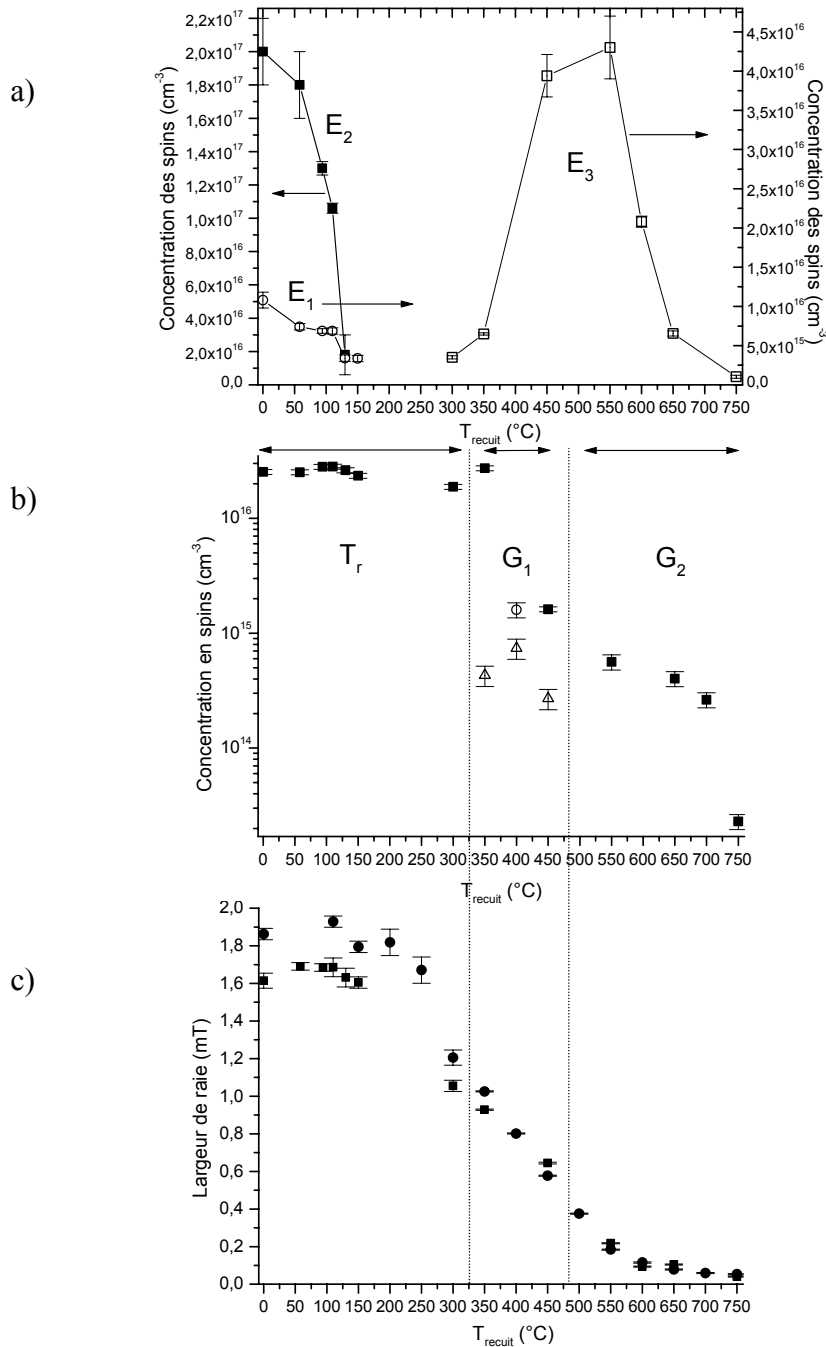 a)
Concentration des spins (cm-3)
2,2x10^17
2,0x10^17
1,8x10^17
1,6x10^17
1,4x10^17
1,2x10^17
1,0x10^17
8,0x10^16
6,0x10^16
4,0x10^16
2,0x10^16
0,0
E2
E1
E3
4,5x10^16
4,0x10^16
3,5x10^16
3,0x10^16
2,5x10^16
2,0x10^16
1,5x10^16
1,0x10^16
5,0x10^15
0,0
Concentration des spins (cm-3)
0 50 100 150 200 250 300 350 400 450 500 550 600 650 700 750
Trecuit (°C)
b)
Concentration en spins (cm-3)
10^16
10^15
10^14
Tr
G1
G2
0 50 100 150 200 250 300 350 400 450 500 550 600 650 700 750
Trecuit (°C)
c)
Largeur de raie (mT)
2,0
1,8
1,6
1,4
1,2
1,0
0,8
0,6
0,4
0,2
0,0
0 50 100 150 200 250 300 350 400 450 500 550 600 650 700 750
Trecuit (°C)